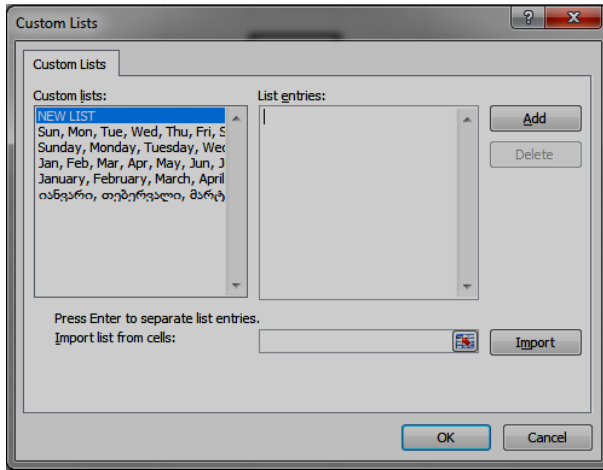 Custom Lists
Custom Lists
Custom lists:
NEW LIST
Sun, Mon, Tue, Wed, Thu, Fri, S
Sunday, Monday, Tuesday, Wed
Jan, Feb, Mar, Apr, May, Jun, J
January, February, March, April
იანვარი, თებერვალი, მარტ
List entries:
Add
Delete
Press Enter to separate list entries.
Import list from cells:
Import
OK
Cancel